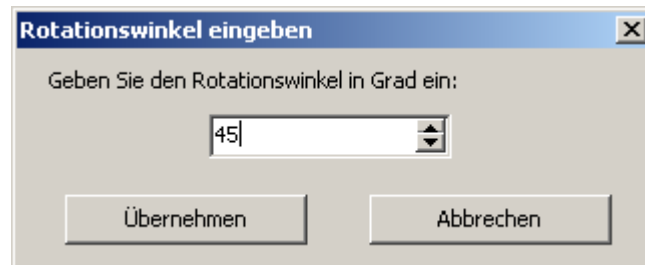 Rotationswinkel eingeben
Geben Sie den Rotationswinkel in Grad ein:
45
Übernehmen Abbrechen